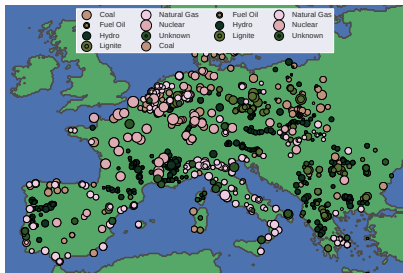 Coal Natural Gas Fuel Oil Natural Gas
Fuel Oil Nuclear Hydro Nuclear
Hydro Unknown Lignite Unknown
Lignite Coal